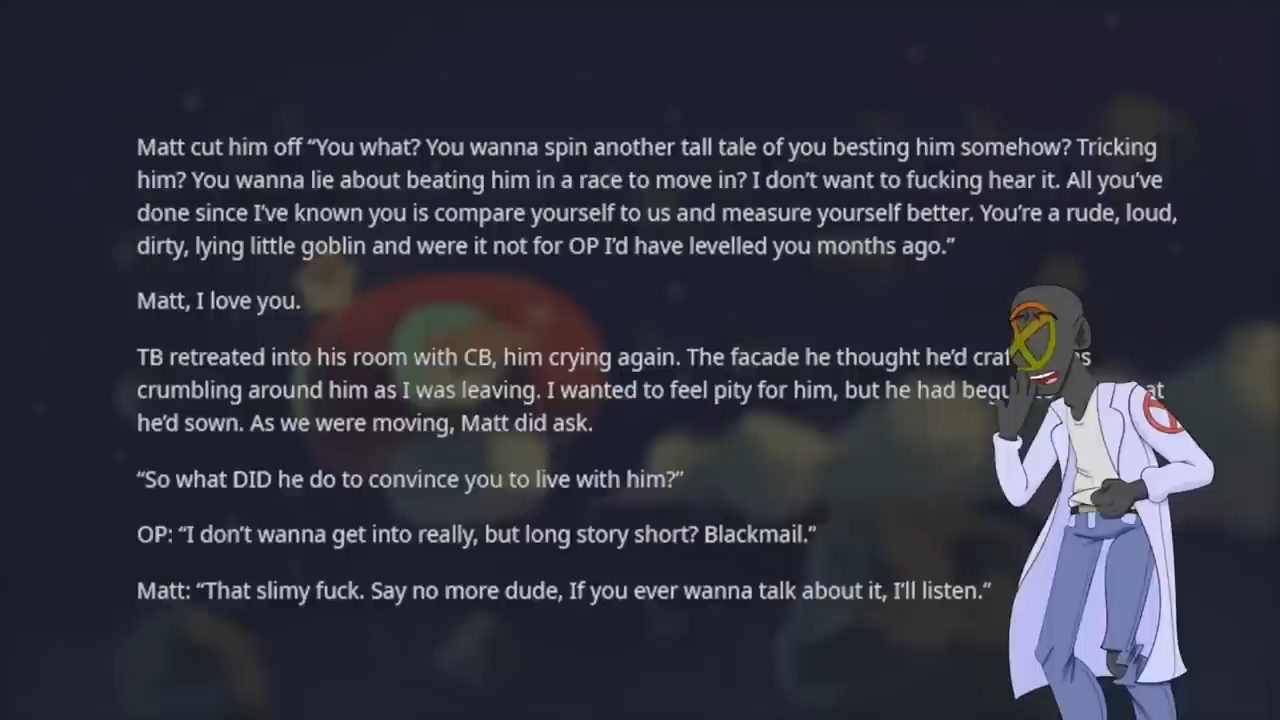 Matt cut him off “You what? You wanna spin another tall tale of you besting him somehow? Tricking
him? You wanna lie about beating him in a race to move in? I don’t want to fucking hear it. All you’ve
done since I’ve known you is compare yourself to us and measure yourself better. You’re a rude, loud,
dirty, lying little goblin and were it not for OP I’d have levelled you months ago.”
Matt, I love you.
TB retreated into his room with CB, him crying again. The facade he thought he’d
crumbling around him as I was leaving. I wanted to feel pity for him, but he had
he’d sown. As we were moving, Matt did ask.
“So what DID he do to convince you to live with him?”
OP: “I don’t wanna get into really, but long story short? Blackmail.”
Matt: “That slimy fuck. Say no more dude, If you ever wanna talk about it, I’ll listen.”